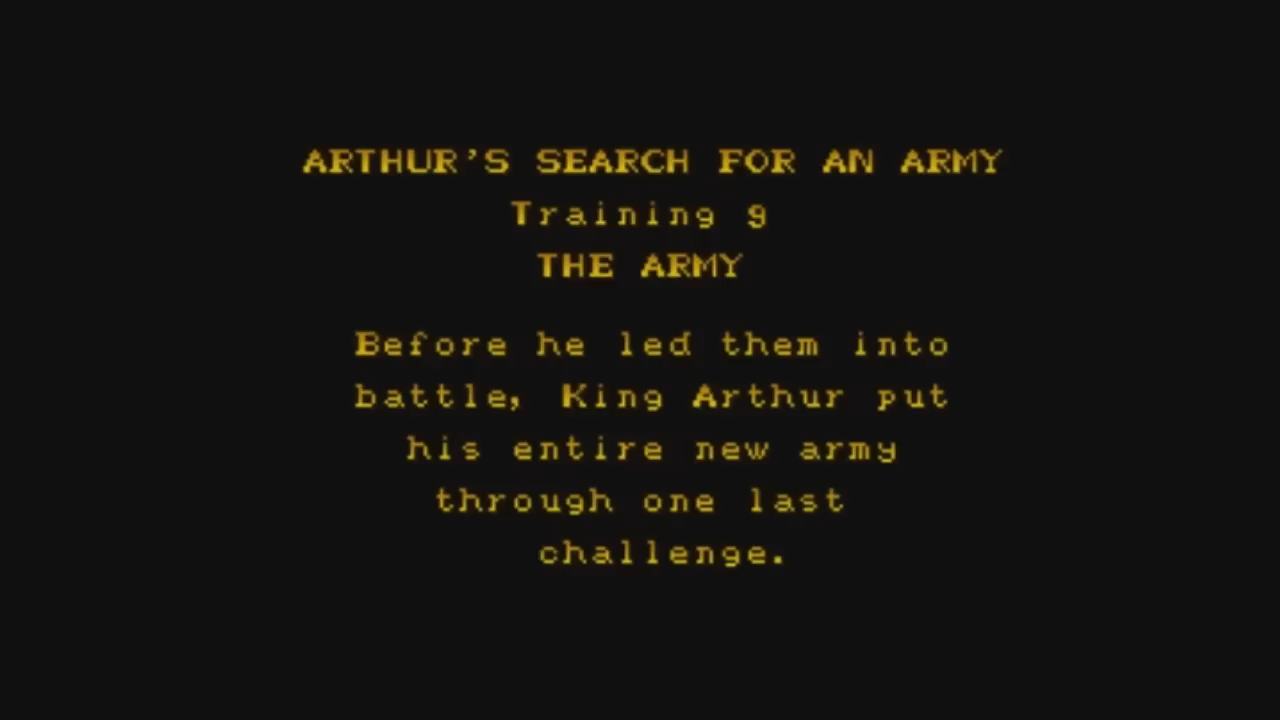 ARTHUR'S SEARCH FOR AN ARMY
Training 9
THE ARMY
Before he led them into
battle, King Arthur put
his entire new army
through one last
challenge.